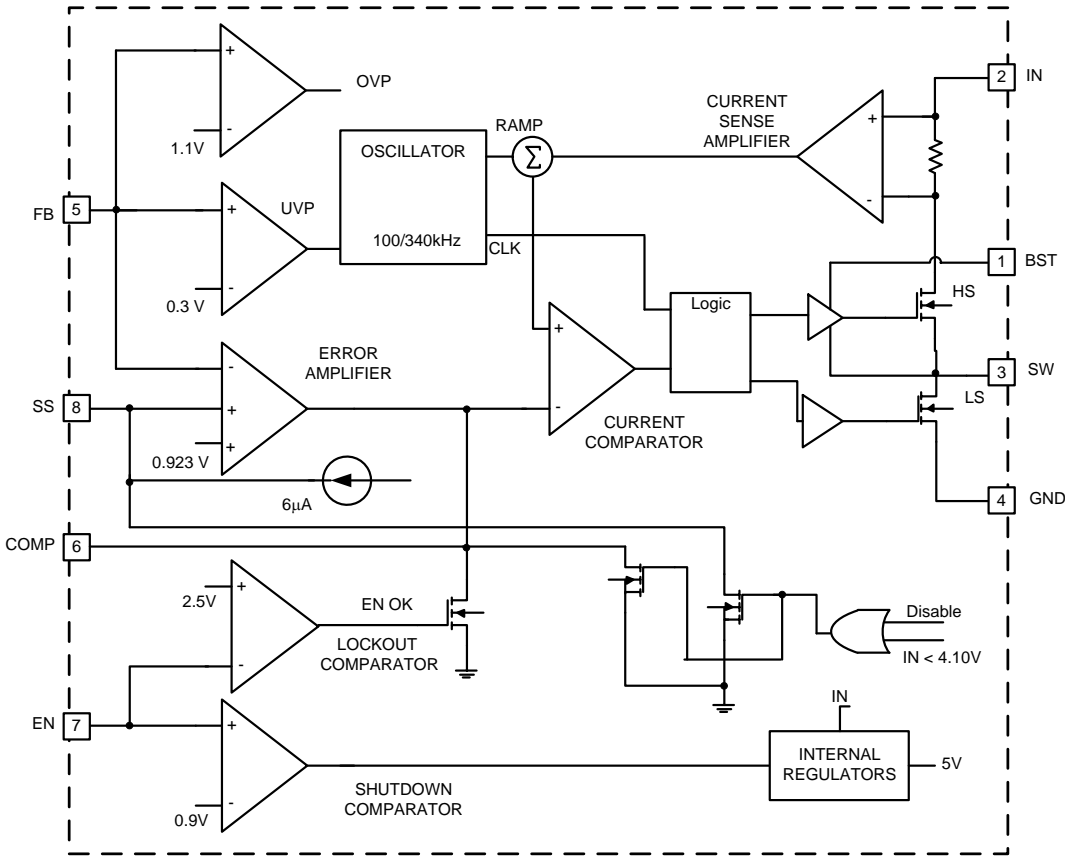 +
OVP
-
1.1V
OSCILLATOR
100/340kHz
RAMP
Σ
CURRENT
SENSE
AMPLIFIER
+
-
2
IN
FB
5
+
UVP
-
0.3 V
CLK
1
BST
Logic
HS
ERROR
AMPLIFIER
-
+
+
0.923 V
SS
8
+
-
CURRENT
COMPARATOR
3
SW
LS
6μA
4
GND
COMP
6
+
2.5V
-
EN OK
LOCKOUT
COMPARATOR
Disable
IN < 4.10V
EN
7
+
-
0.9V
SHUTDOWN
COMPARATOR
IN
INTERNAL
REGULATORS
5V